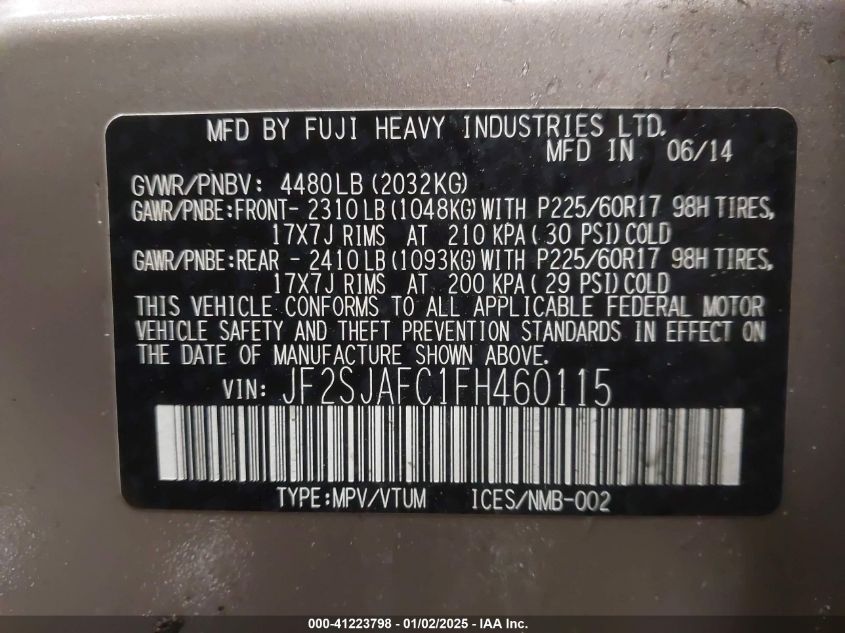 MFD BY FUJI HEAVY INDUSTRIES LTD.
MFD IN 06/14
GVWR/PNBV: 4480LB (2032KG)
GAWR/PNBE:FRONT- 2310LB (1048KG) WITH P225/60R17 98H TIRES,
17X7J RIMS AT 210 KPA ( 30 PSI) COLD
GAWR/PNBE:REAR - 2410LB (1093KG) WITH P225/60R17 98H TIRES,
17X7J RIMS AT 200 KPA ( 29 PSI) COLD
THIS VEHICLE CONFORMS TO ALL APPLICABLE FEDERAL MOTOR
VEHICLE SAFETY AND THEFT PREVENTION STANDARDS IN EFFECT ON
THE DATE OF MANUFACTURE SHOWN ABOVE.
VIN: JF2SJAFC1FH460115
TYPE:MPV/VTUM ICES/NMB-002
000-41223798 - 01/02/2025 - IAA Inc.